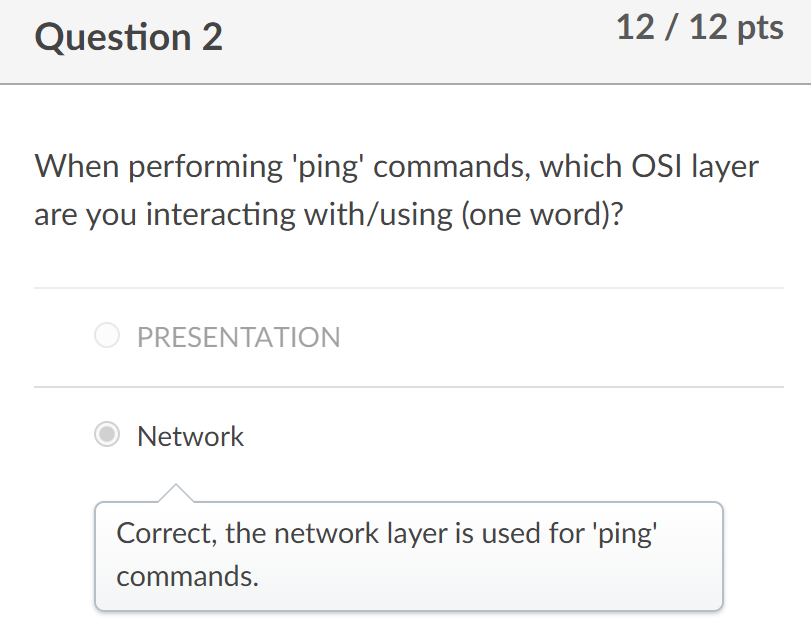 Question 2
12 / 12 pts
When performing 'ping' commands, which OSI layer
are you interacting with/using (one word)?
PRESENTATION
Network
Correct, the network layer is used for 'ping'
commands.